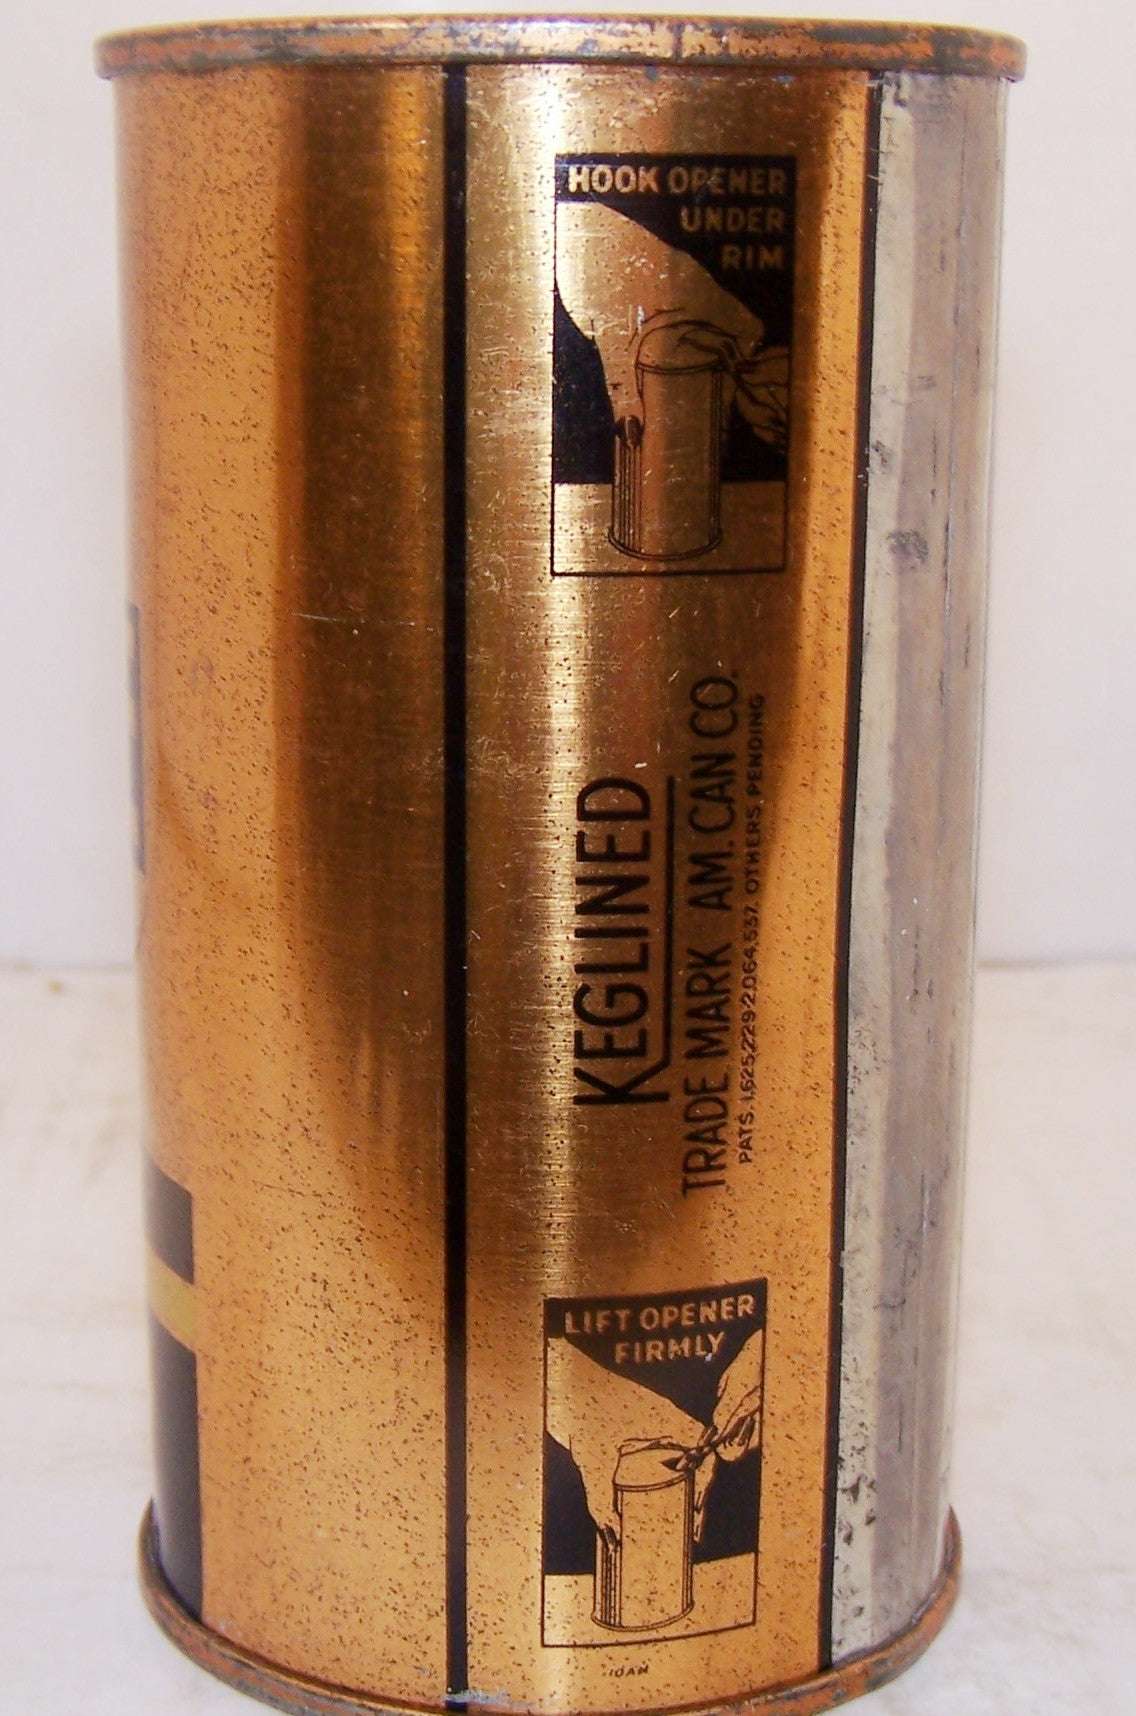 HOOK OPENER
UNDER
RIM
KEGLINED
TRADE MARK AM. CAN CO.
PATS. 1,625,229-2,064,537. OTHERS PENDING
LIFT OPENER
FIRMLY
10AM